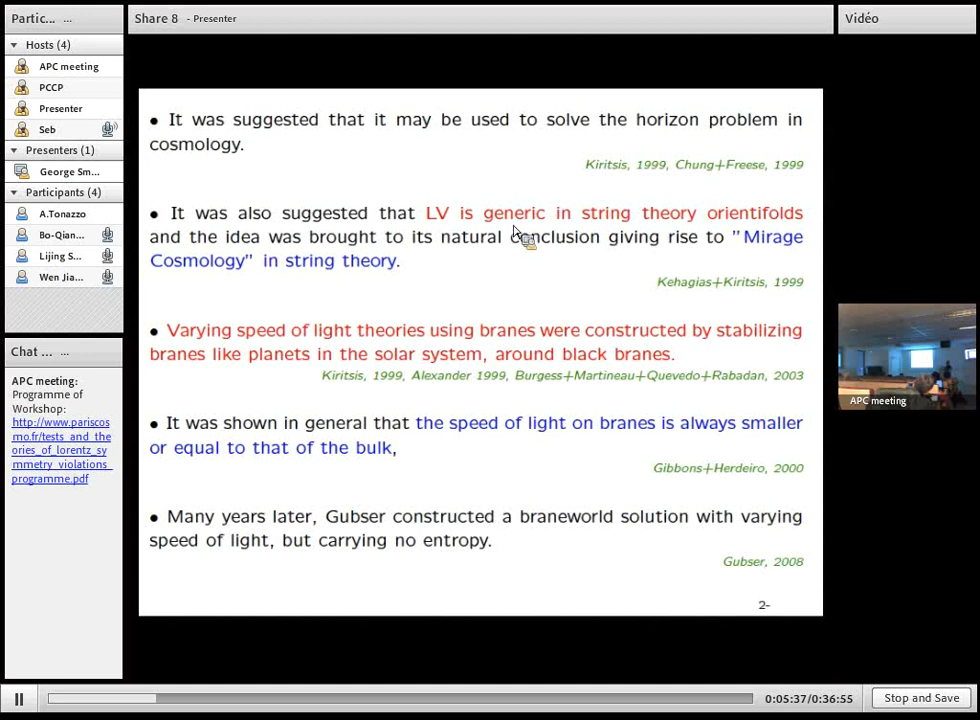 Partic... ...
Hosts (4)
APC meeting
PCCP
Presenter
Seb
Presenters (1)
George Sm...
Participants (4)
A.Tonazzo
Bo-Qian...
Lijing S...
Wen Jia...
Chat ... ...
APC meeting:
Programme of
Workshop:
http://www.pariscos
mo.fr/tests_and_the
ories_of_lorentz_sy
mmetry_violations_
programme.pdf
Share 8 - Presenter
• It was suggested that it may be used to solve the horizon problem in
cosmology.
Kiritsis, 1999, Chung+Freese, 1999
• It was also suggested that LV is generic in string theory orientifolds
and the idea was brought to its natural conclusion giving rise to "Mirage
Cosmology" in string theory.
Kehagias+Kiritsis, 1999
• Varying speed of light theories using branes were constructed by stabilizing
branes like planets in the solar system, around black branes.
Kiritsis, 1999, Alexander 1999, Burgess+Martineau+Quevedo+Rabadan, 2003
• It was shown in general that the speed of light on branes is always smaller
or equal to that of the bulk,
Gibbons+Herdeiro, 2000
• Many years later, Gubser constructed a braneworld solution with varying
speed of light, but carrying no entropy.
Gubser, 2008
2-
Vidéo
APC meeting
0:05:37/0:36:55
Stop and Save